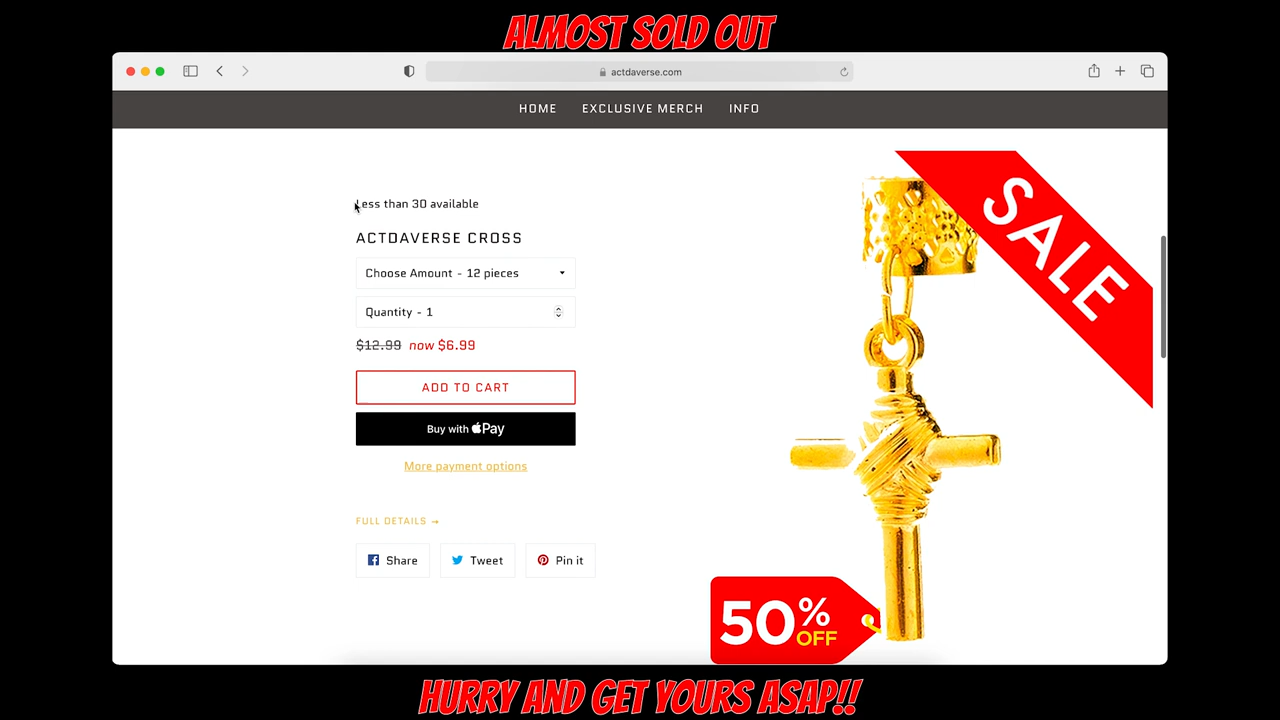 ALMOST SOLD OUT
actdaverse.com
HOME EXCLUSIVE MERCH INFO
SALE
Less than 30 available
ACTDAVERSE CROSS
Choose Amount - 12 pieces
Quantity - 1
$12.99 now $6.99
ADD TO CART
Buy with Pay
More payment options
FULL DETAILS →
Share Tweet Pin it
50% OFF
HURRY AND GET YOURS ASAP!!